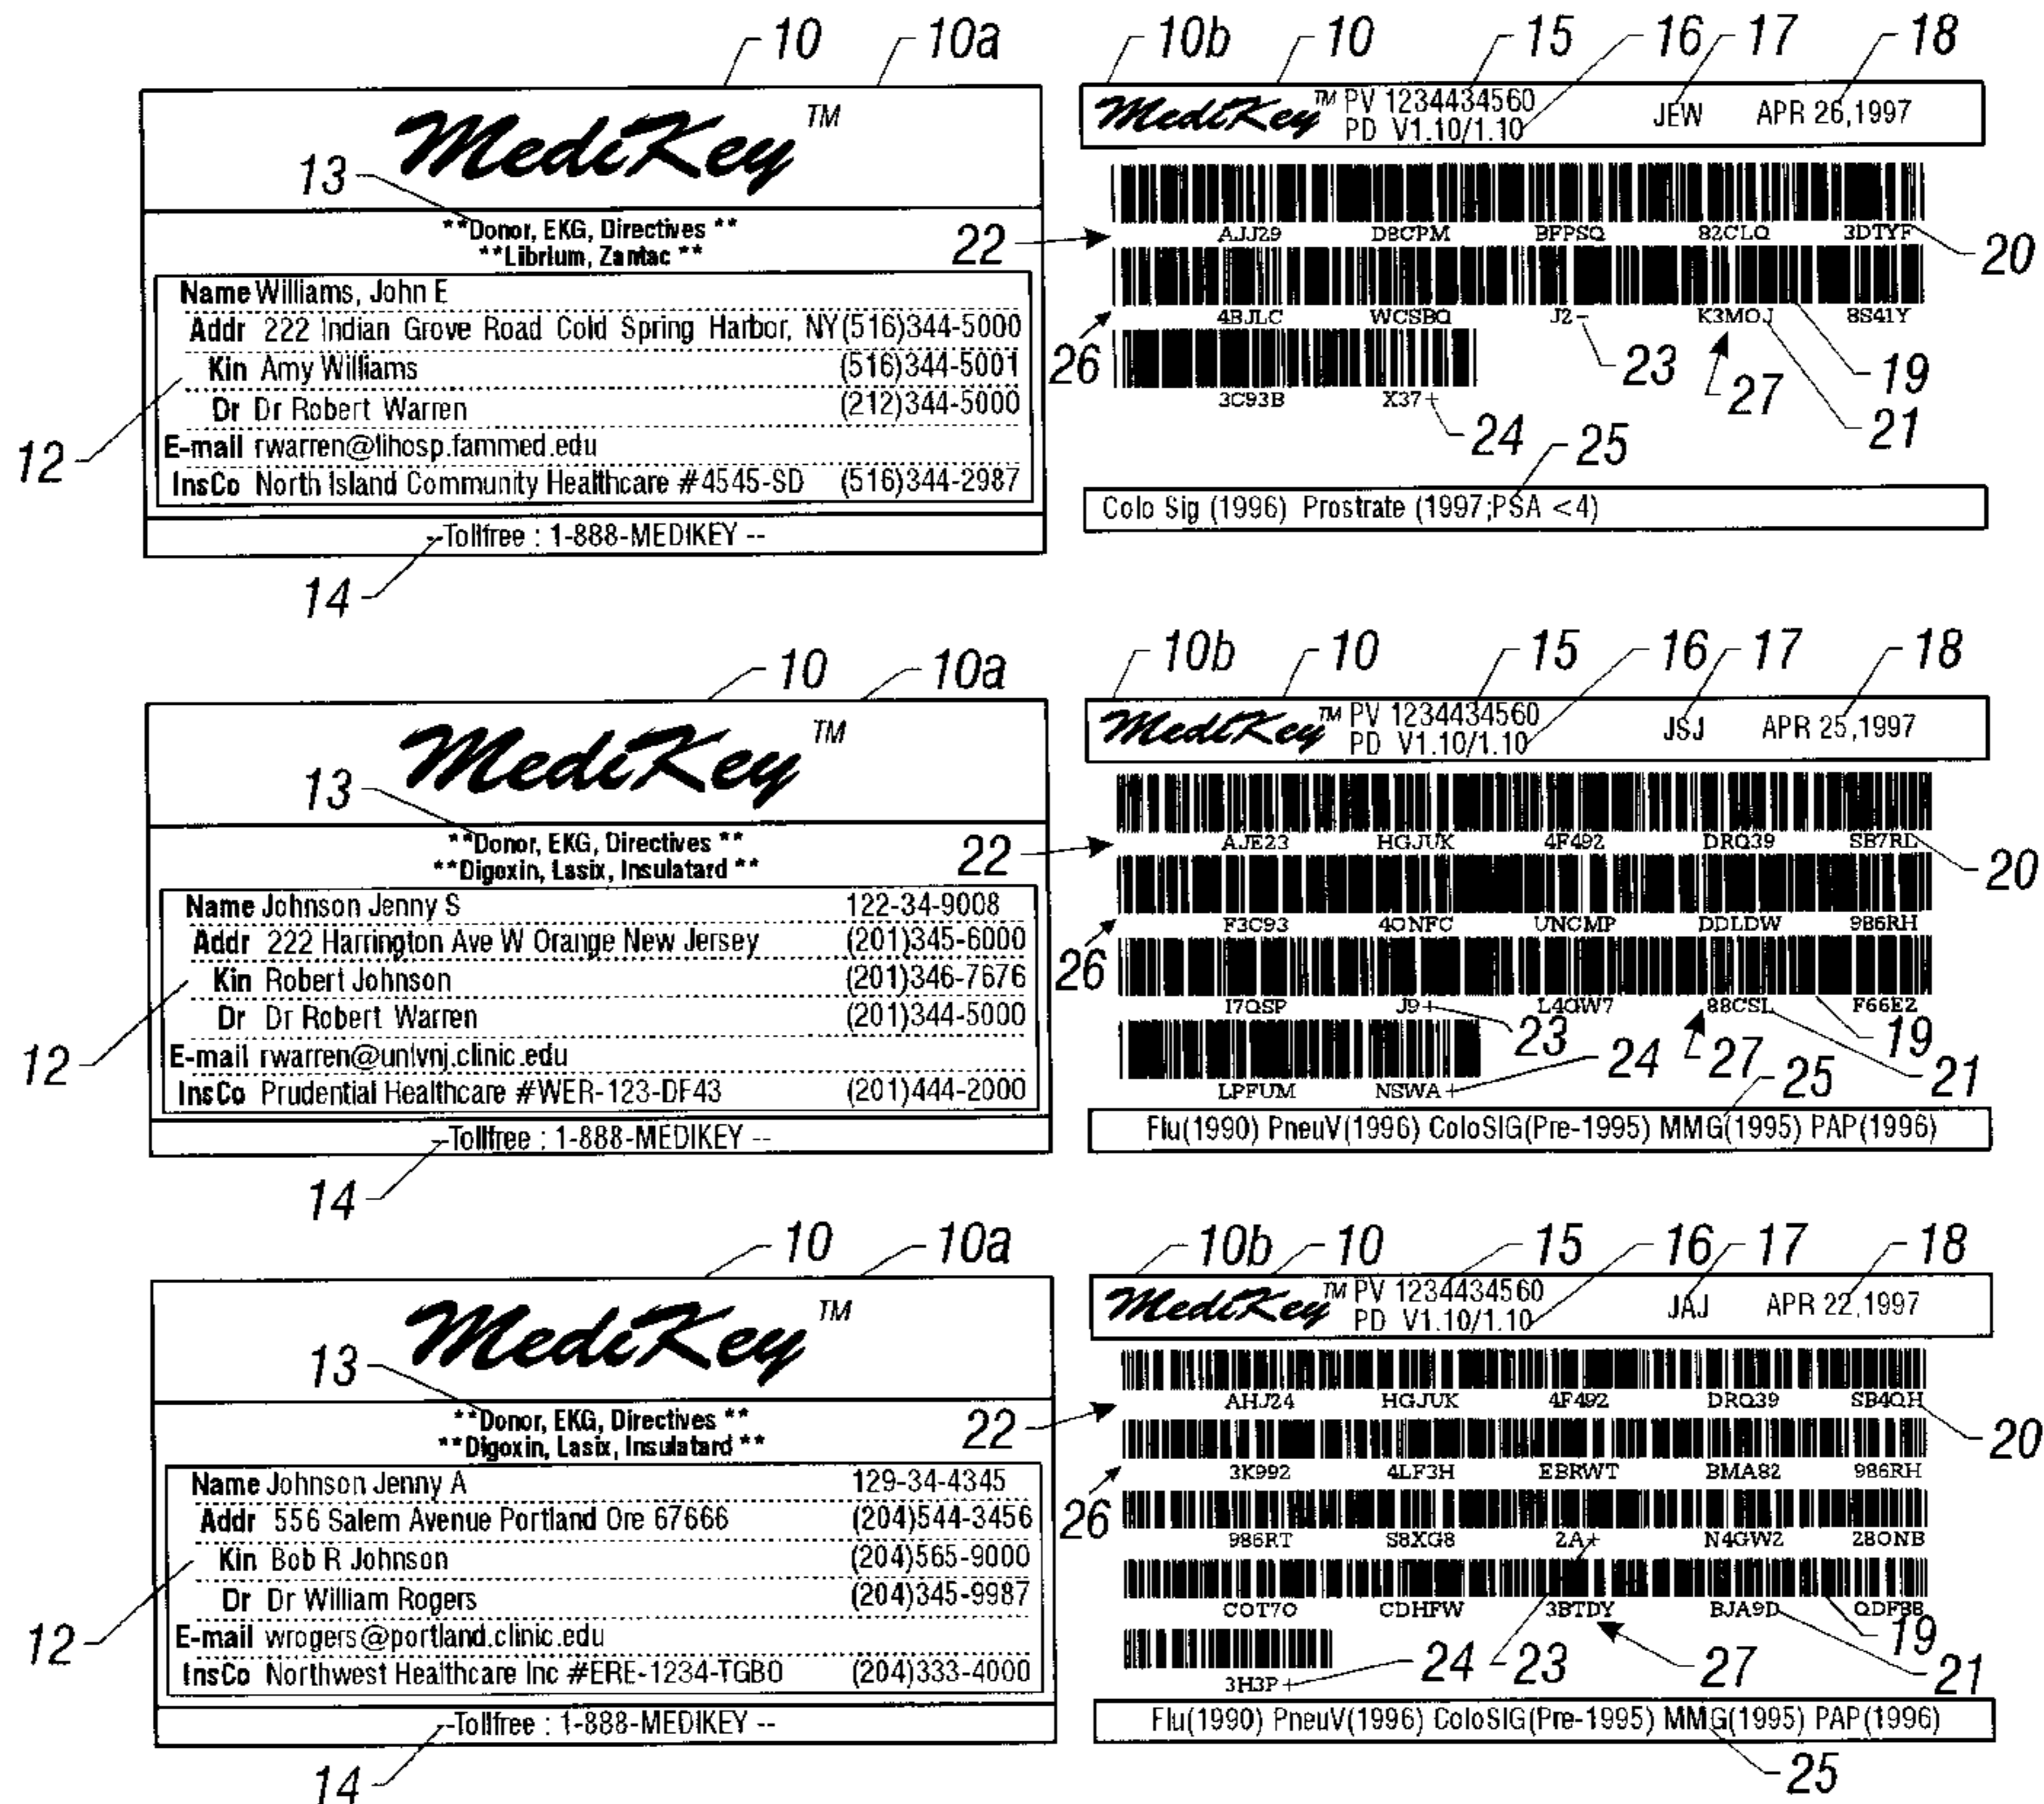 10 10a
MediKey TM
13
**Donor, EKG, Directives **
**Librium, Zantac **
Name Williams, John E
Addr 222 Indian Grove Road Cold Spring Harbor, NY (516)344-5000
Kin Amy Williams (516)344-5001
Dr Dr Robert Warren (212)344-5000
E-mail rwarren@lihosp.fammed.edu
InsCo North Island Community Healthcare #4545-SD (516)344-2987
--Tollfree : 1-888-MEDIKEY --
12
14
10b 10 15 16 17 18
MediKey TM PV 1234434560
PD V1.10/1.10 JEW APR 26,1997
22
AJJ29 D8CPM BFPSQ 82CLQ 3DTYF
20
4BJLC WCSBQ J2- K3MOJ 8S41Y
26 23 27 19
3C93B X37+
24 25 21
Colo Sig (1996) Prostrate (1997;PSA <4)
10 10a
MediKey TM
13
**Donor, EKG, Directives **
**Digoxin, Lasix, Insulatard **
Name Johnson Jenny S 122-34-9008
Addr 222 Harrington Ave W Orange New Jersey (201)345-6000
Kin Robert Johnson (201)346-7676
Dr Dr Robert Warren (201)344-5000
E-mail rwarren@univnj.clinic.edu
InsCo Prudential Healthcare #WER-123-DF43 (201)444-2000
--Tollfree : 1-888-MEDIKEY --
12
14
10b 10 15 16 17 18
MediKey TM PV 1234434560
PD V1.10/1.10 JSJ APR 25,1997
22
AJE23 HGJUK 4F492 DRQ39 SB7RL
20
F3C93 4ONFC UNCMP DDLDW 986RH
26
I7QSP J9+ L4QW7 88CSL F66E2
23 24 27 19
LPFUM NSWA+
25 21
Flu(1990) PneuV(1996) ColoSIG(Pre-1995) MMG(1995) PAP(1996)
10 10a
MediKey TM
13
**Donor, EKG, Directives **
**Digoxin, Lasix, Insulatard **
Name Johnson Jenny A 129-34-4345
Addr 556 Salem Avenue Portland Ore 67666 (204)544-3456
Kin Bob R Johnson (204)565-9000
Dr Dr William Rogers (204)345-9987
E-mail wrogers@portland.clinic.edu
InsCo Northwest Healthcare Inc #ERE-1234-TGBO (204)333-4000
--Tollfree : 1-888-MEDIKEY --
12
14
10b 10 15 16 17 18
MediKey TM PV 1234434560
PD V1.10/1.10 JAJ APR 22,1997
22
AHJ24 HGJUK 4F492 DRQ39 SB4QH
20
3K992 4LF3H EBRWT BMA82 986RH
26
986RT S8XG8 2A+ N4GW2 28ONB
COT7O CDHFW 3BTDY BJA9D QDFBB
19
3H3P+ 24 23 27 21
Flu(1990) PneuV(1996) ColoSIG(Pre-1995) MMG(1995) PAP(1996)
25